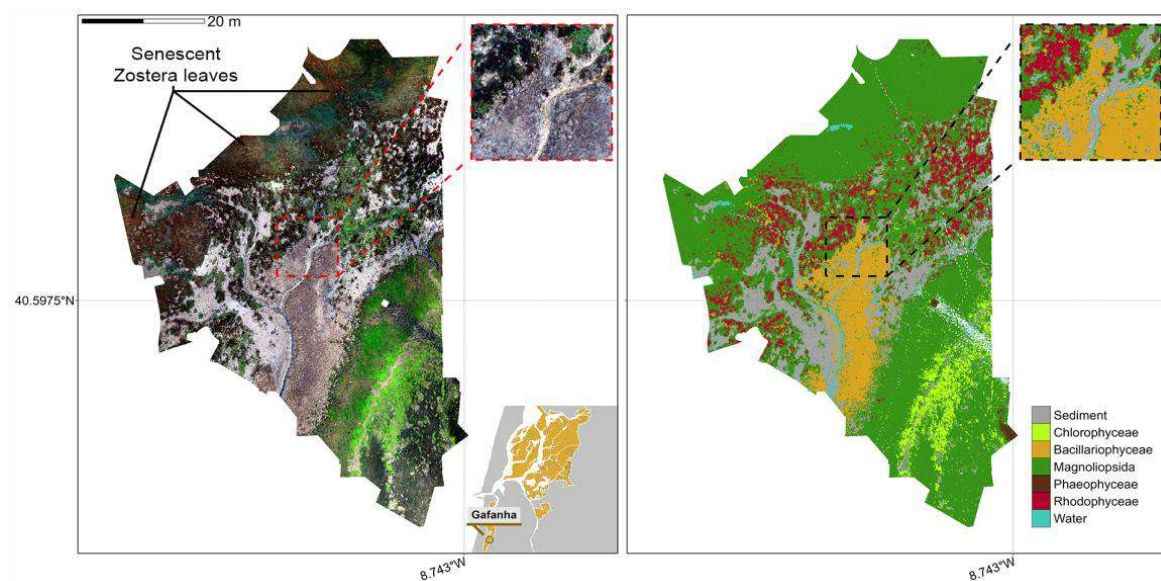 20 m
Senescent
Zostera leaves
40.5975°N
Gafanha
8.743°W
8.743°W
Sediment
Chlorophyceae
Bacillariophyceae
Magnoliopsida
Phaeophyceae
Rhodophyceae
Water